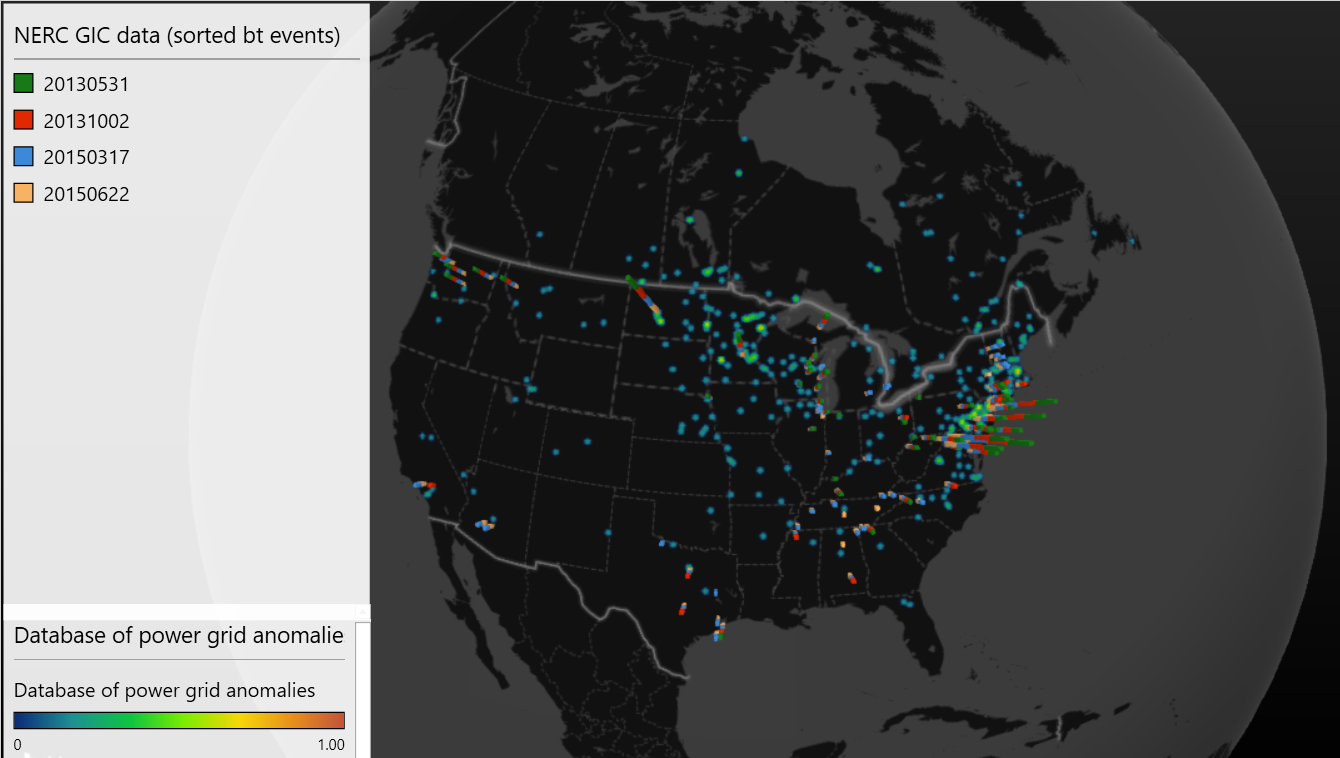 NERC GIC data (sorted bt events)
20130531
20131002
20150317
20150622
Database of power grid anomalie
Database of power grid anomalies
0 1.00